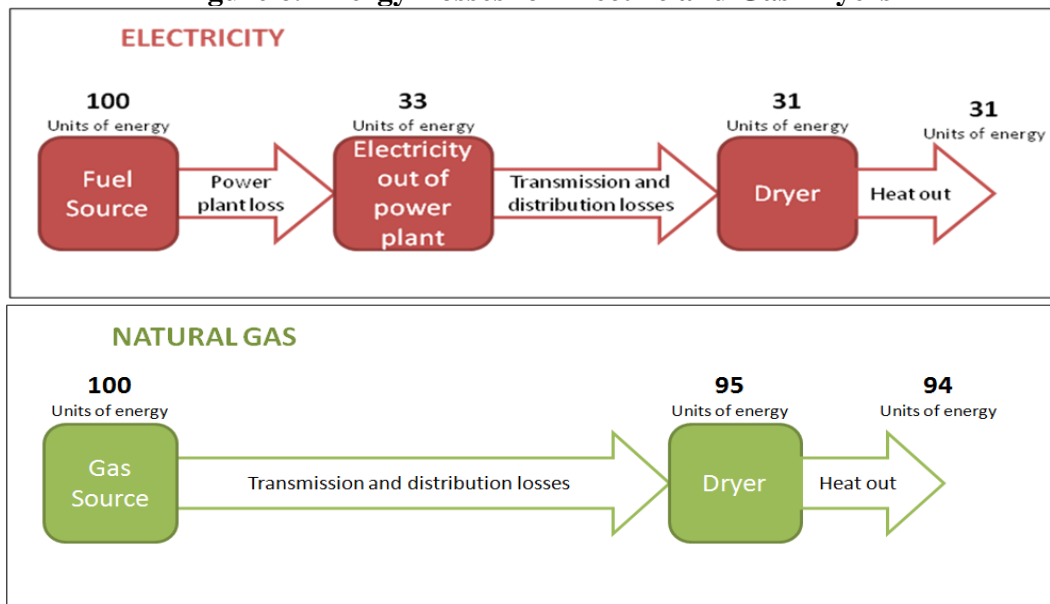 ELECTRICITY
100
Units of energy
33
Units of energy
31
Units of energy
31
Units of energy
Fuel
Source
Power
plant loss
Electricity
out of
power
plant
Transmission and
distribution losses
Dryer
Heat out
NATURAL GAS
100
Units of energy
95
Units of energy
94
Units of energy
Gas
Source
Transmission and distribution losses
Dryer
Heat out